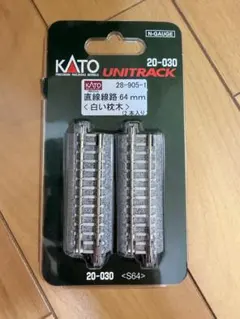 N-GAUGE
KATO
PRECISION RAILROAD MODELS
UNITRACK
20-030
KATO
28-905-1
直線線路 64mm
<白い枕木>
(2本入り)
20-030 <S64>